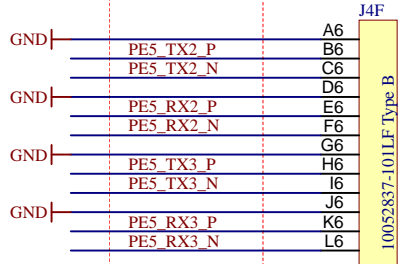 J4F
GND A6
PE5_TX2_P B6
PE5_TX2_N C6
GND D6
PE5_RX2_P E6
PE5_RX2_N F6
GND G6
PE5_TX3_P H6
PE5_TX3_N I6
GND J6
PE5_RX3_P K6
PE5_RX3_N L6
10052837-101LF Type B